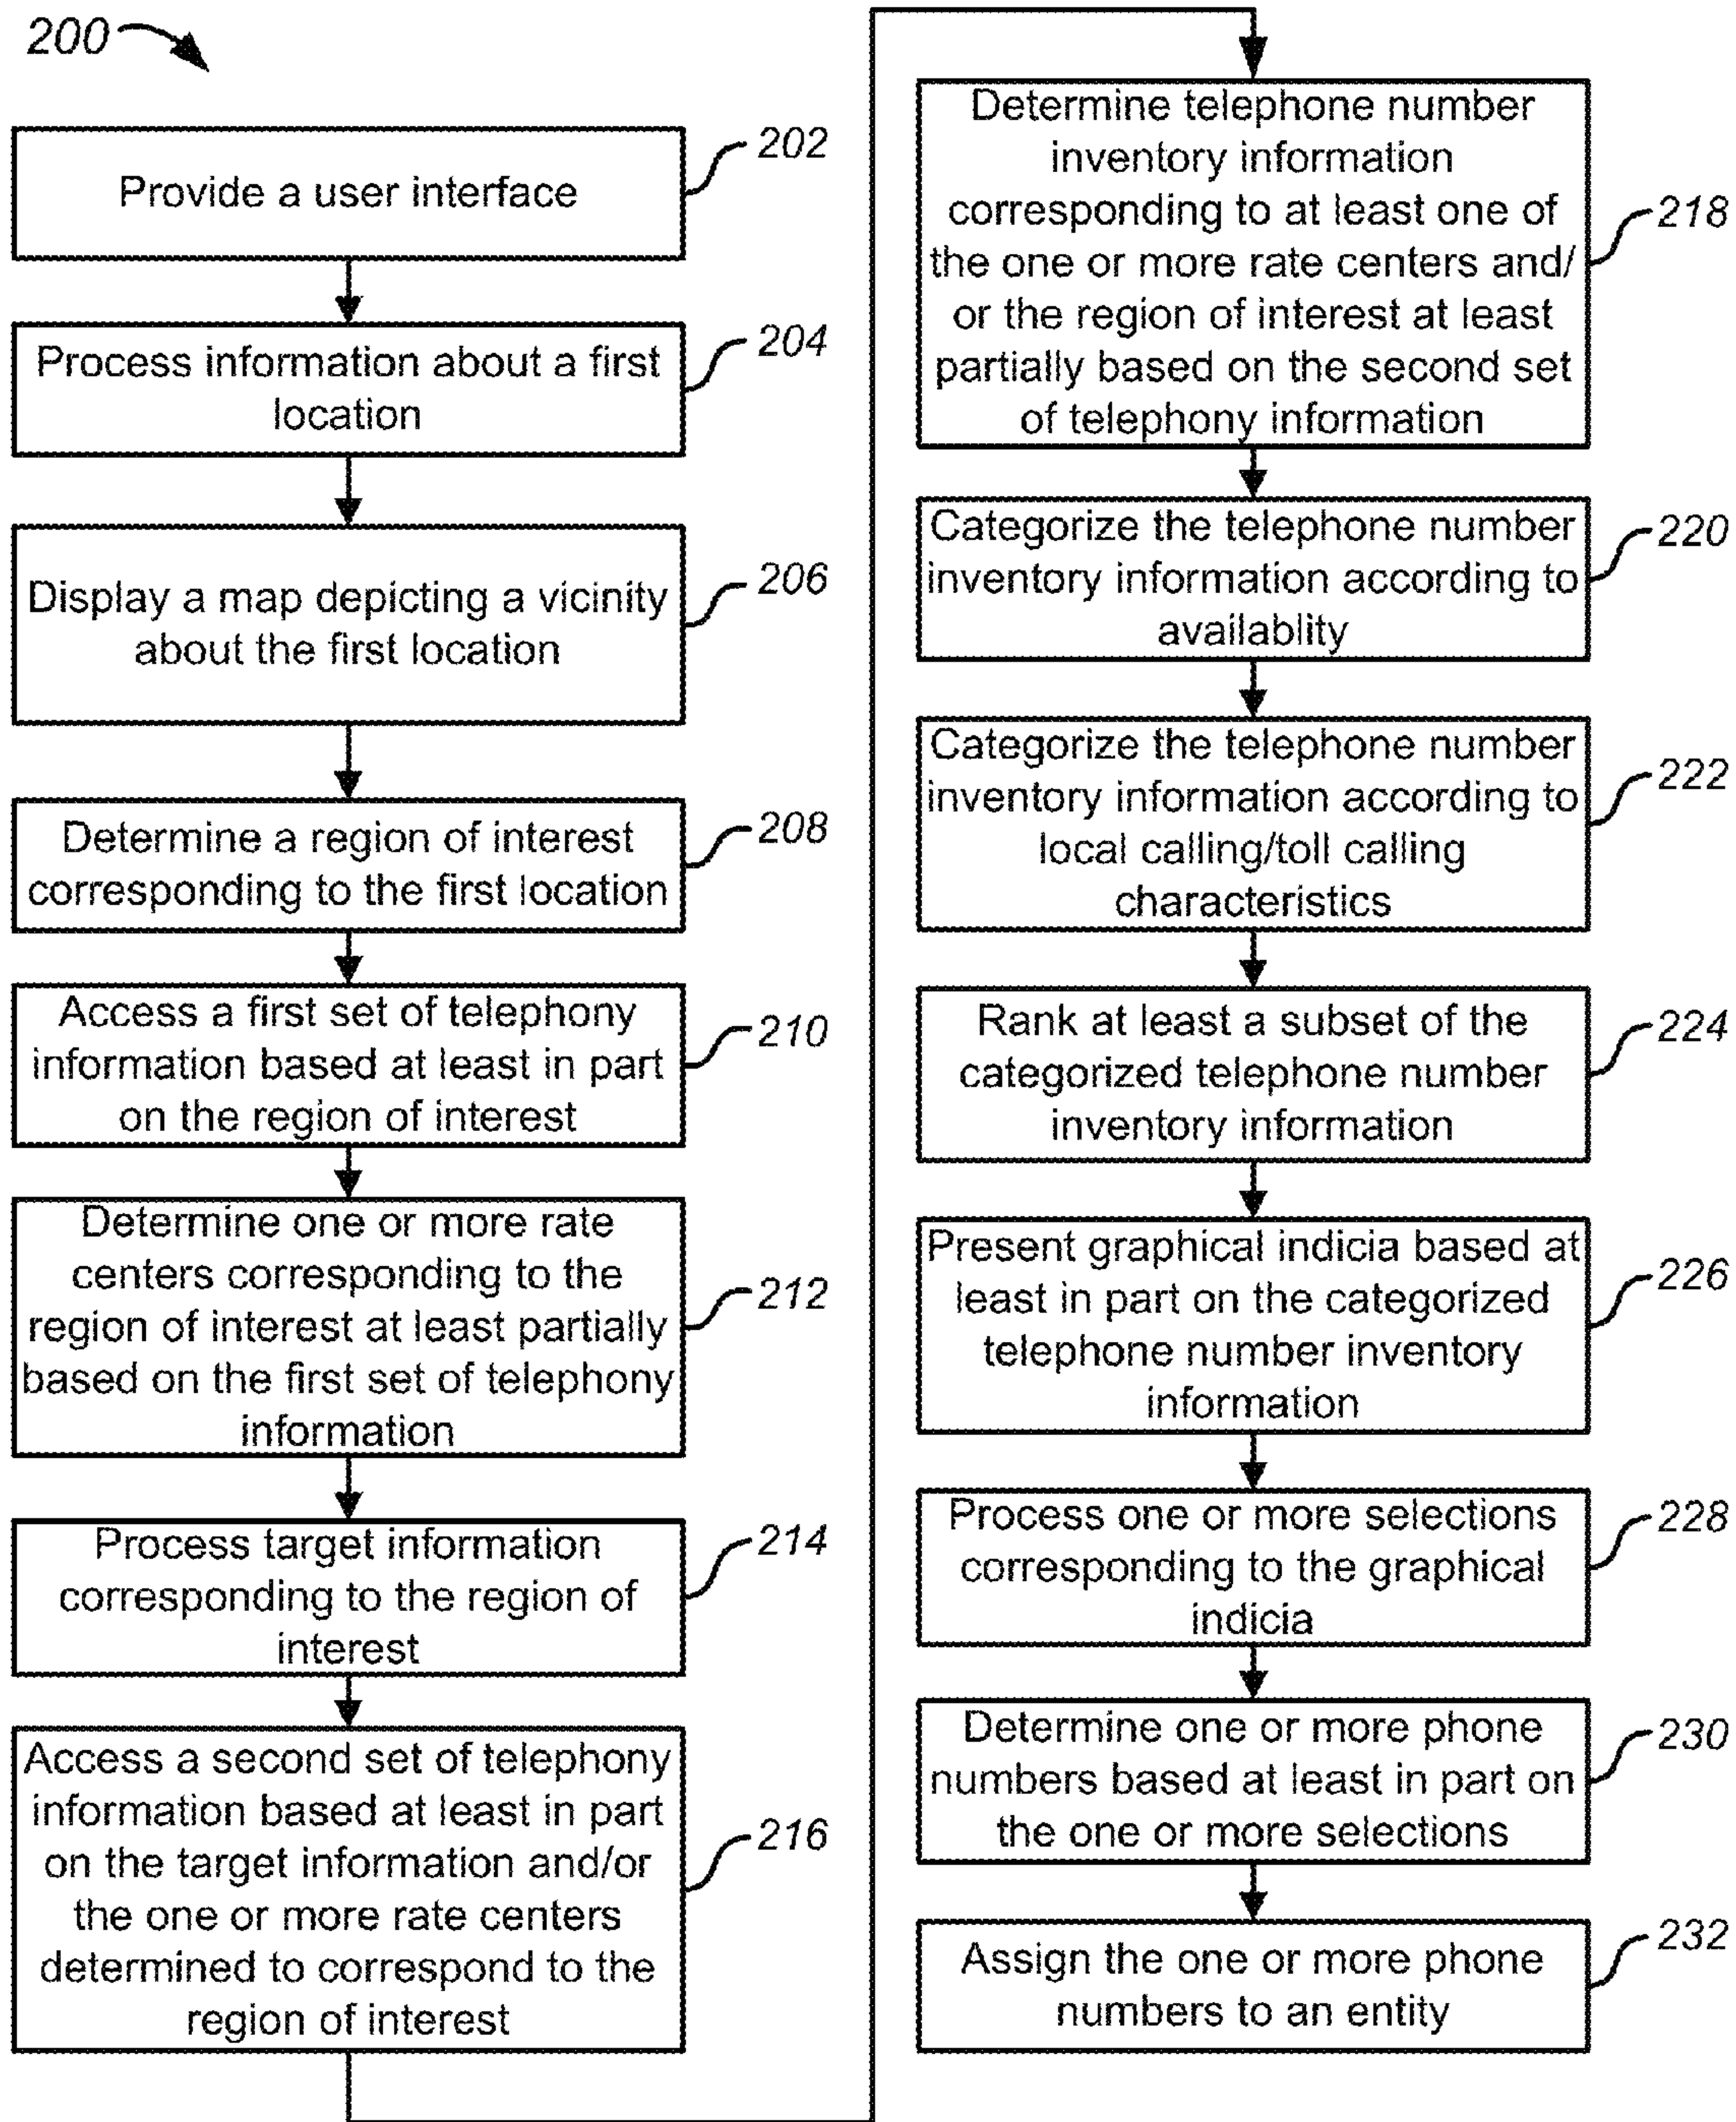 200
Provide a user interface
202
Process information about a first
location
204
Display a map depicting a vicinity
about the first location
206
Determine a region of interest
corresponding to the first location
208
Access a first set of telephony
information based at least in part
on the region of interest
210
Determine one or more rate
centers corresponding to the
region of interest at least partially
based on the first set of telephony
information
212
Process target information
corresponding to the region of
interest
214
Access a second set of telephony
information based at least in part
on the target information and/or
the one or more rate centers
determined to correspond to the
region of interest
216
Determine telephone number
inventory information
corresponding to at least one of
the one or more rate centers and/
or the region of interest at least
partially based on the second set
of telephony information
218
Categorize the telephone number
inventory information according to
availablity
220
Categorize the telephone number
inventory information according to
local calling/toll calling
characteristics
222
Rank at least a subset of the
categorized telephone number
inventory information
224
Present graphical indicia based at
least in part on the categorized
telephone number inventory
information
226
Process one or more selections
corresponding to the graphical
indicia
228
Determine one or more phone
numbers based at least in part on
the one or more selections
230
Assign the one or more phone
numbers to an entity
232